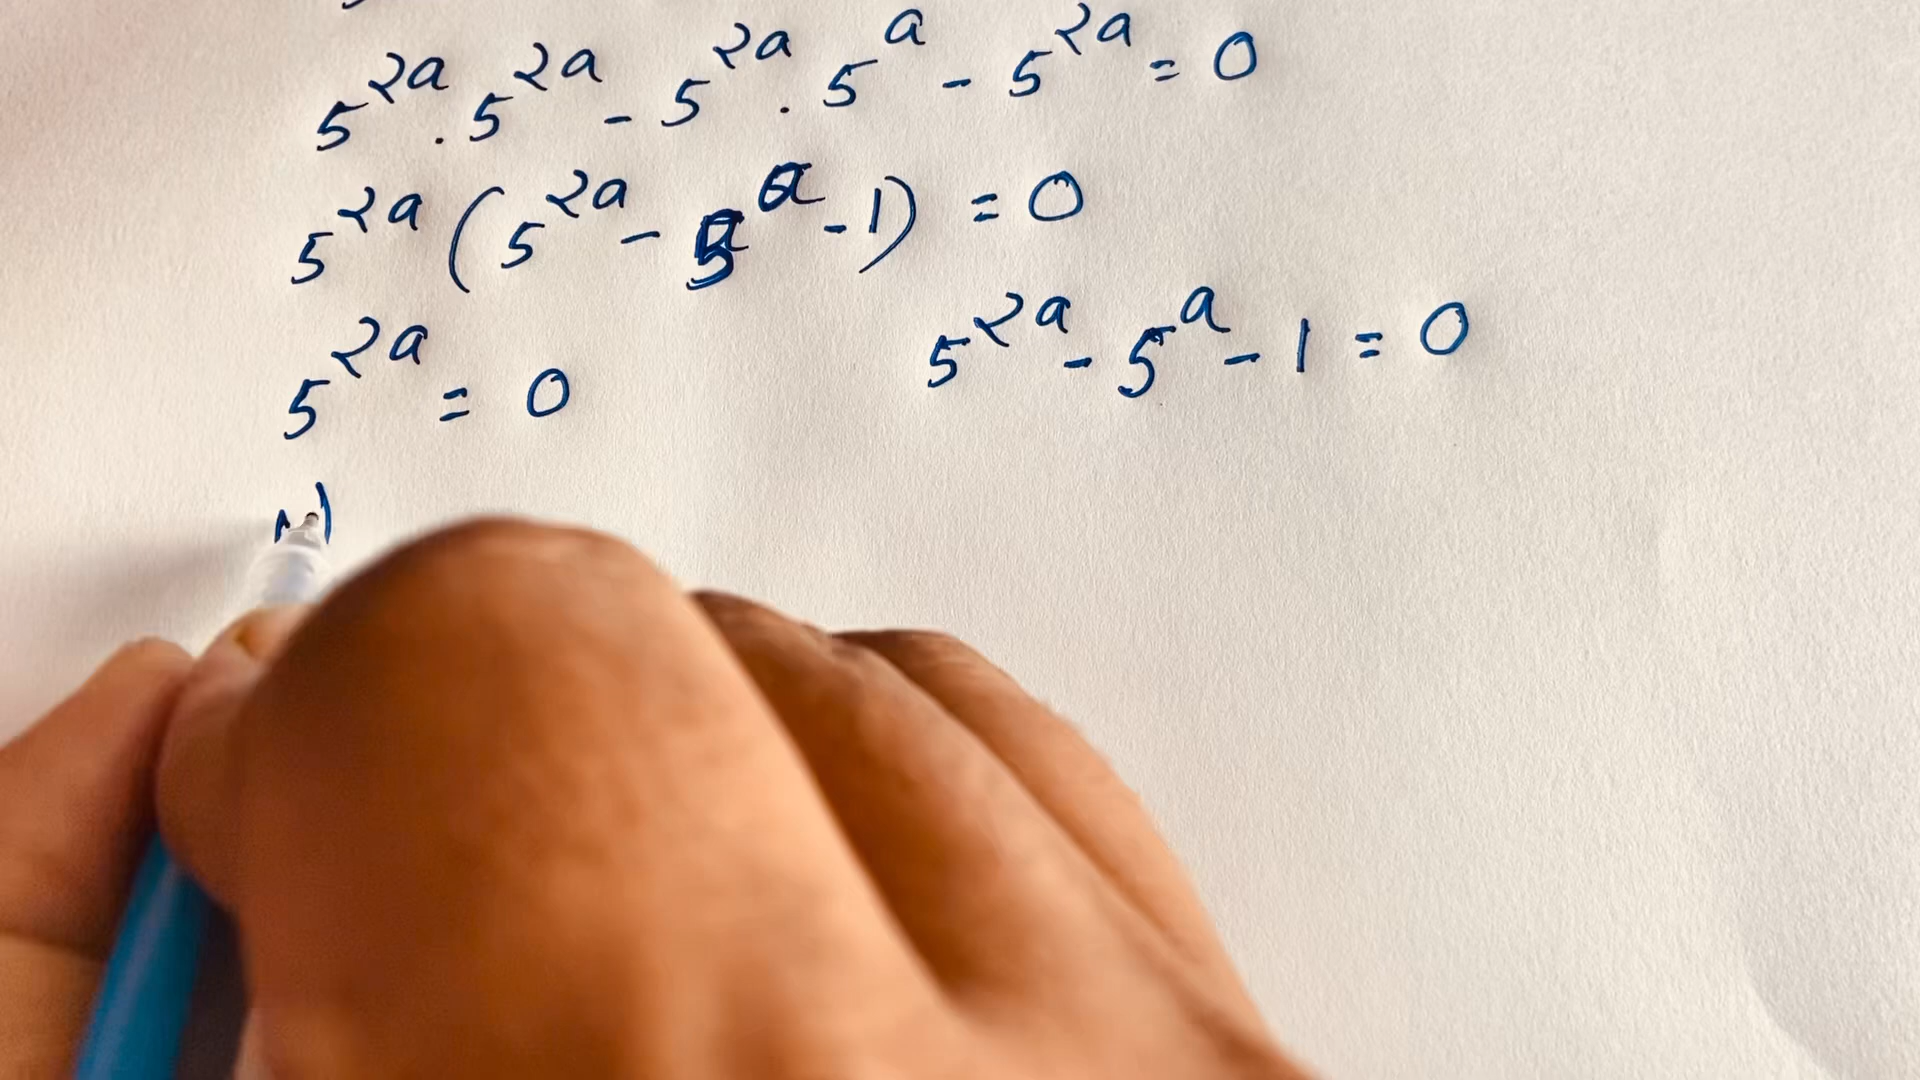 5^{2a} . 5^{2a} - 5^{2a} . 5^{a} - 5^{2a} = 0
5^{2a} (5^{2a} - 5^{a} - 1) = 0
5^{2a} = 0    5^{2a} - 5^{a} - 1 = 0